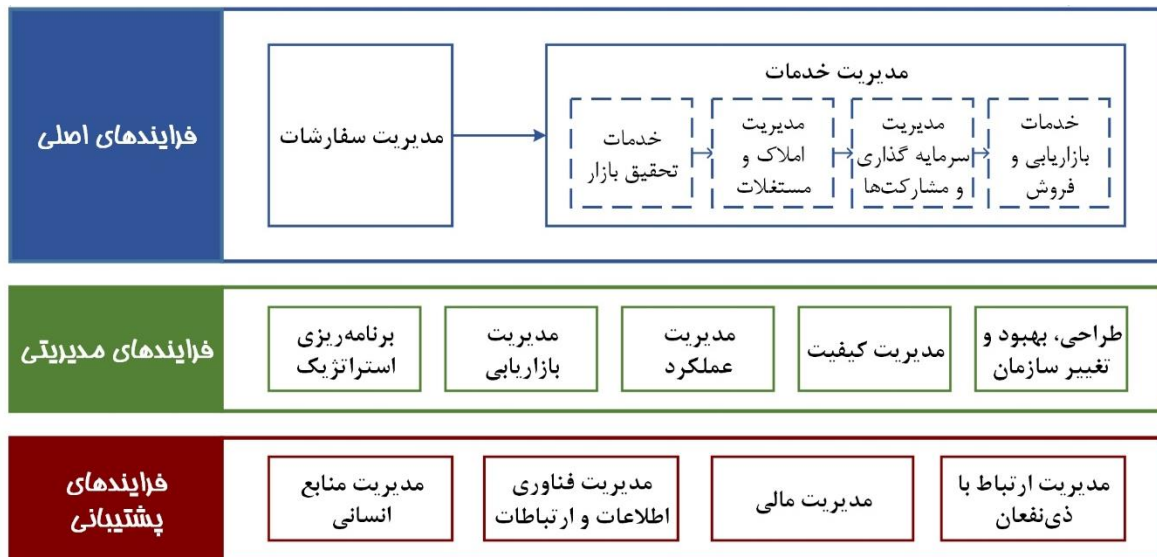 فرایندهای اصلی
مدیریت سفارشات
مدیریت خدمات
خدمات
تحقیق بازار
مدیریت
املاک و
مستغلات
مدیریت
سرمایه گذاری
و مشارکت‌ها
خدمات
بازاریابی و
فروش
فرایندهای مدیریتی
برنامه‌ریزی
استراتژیک
مدیریت
بازاریابی
مدیریت
عملکرد
مدیریت کیفیت
طراحی، بهبود و
تغییر سازمان
فرایندهای
پشتیبانی
مدیریت منابع
انسانی
مدیریت فناوری
اطلاعات و ارتباطات
مدیریت مالی
مدیریت ارتباط با
ذی‌نفعان